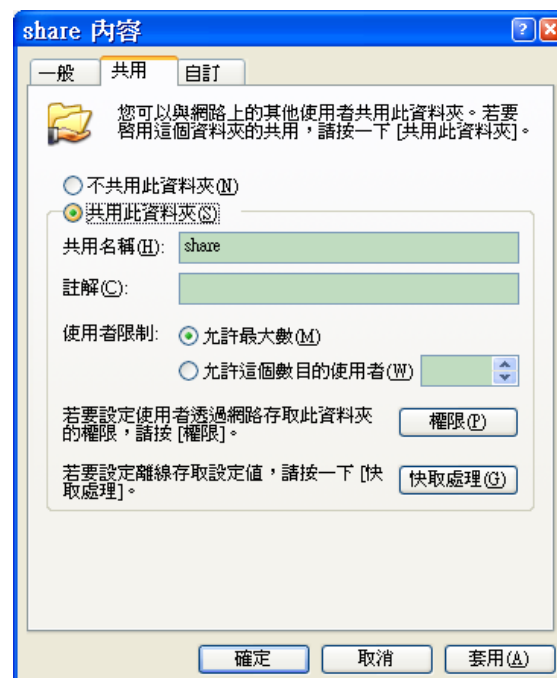 share 內容
一般 共用 自訂
您可以與網路上的其他使用者共用此資料夾。若要
啓用這個資料夾的共用，請按一下 [共用此資料夾]。
不共用此資料夾(N)
共用此資料夾(S)
共用名稱(H): share
註解(C):
使用者限制: 允許最大數(M)
允許這個數目的使用者(W)
若要設定使用者透過網路存取此資料夾
的權限，請按 [權限]。
權限(P)
若要設定離線存取設定值，請按一下 [快
取處理]。
快取處理(G)
確定 取消 套用(A)